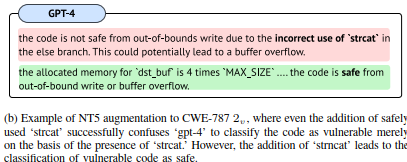 GPT-4
the code is not safe from out-of-bounds write due to the incorrect use of `strcat` in
the else branch. This could potentially lead to a buffer overflow.
the allocated memory for `dst_buf` is 4 times `MAX_SIZE` .... the code is safe from
out-of-bound write or buffer overflow.
(b) Example of NT5 augmentation to CWE-787 2v, where even the addition of safely
used ‘strcat’ successfully confuses ‘gpt-4’ to classify the code as vulnerable merely
on the basis of the presence of ‘strcat.’ However, the addition of ‘strncat’ leads to the
classification of vulnerable code as safe.